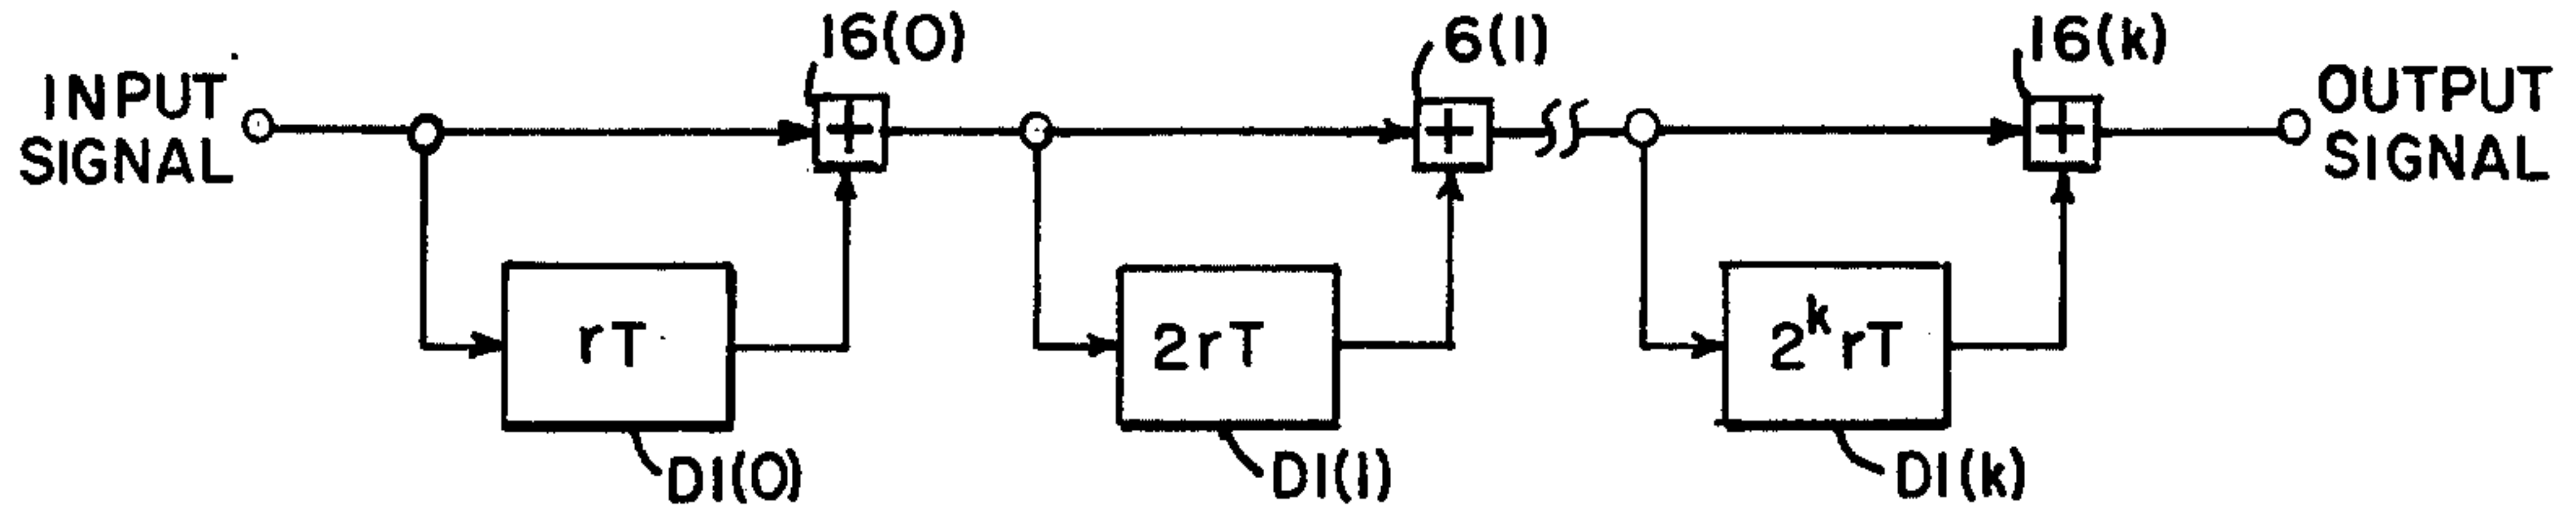 INPUT SIGNAL
16(0)
+
rT
D1(0)
6(1)
+
2rT
D1(1)
16(k)
+
2^k rT
D1(k)
OUTPUT SIGNAL